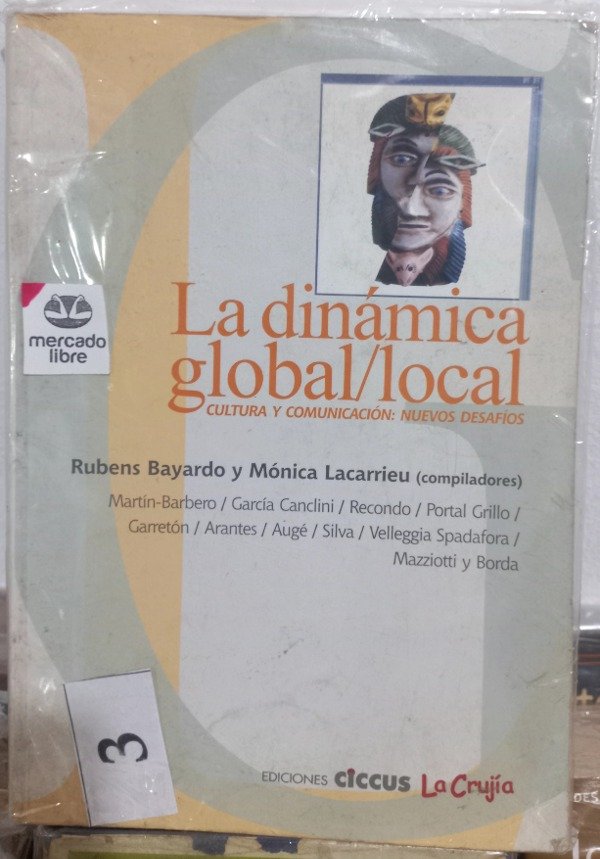 mercado
libre
La dinámica
global/local
CULTURA Y COMUNICACIÓN: NUEVOS DESAFÍOS
Rubens Bayardo y Mónica Lacarrieu (compiladores)
Martín-Barbero / García Canclini / Recondo / Portal Grillo /
Garretón / Arantes / Augé / Silva / Velleggia Spadafora /
Mazziotti y Borda
3
EDICIONES CICCUS La Crujía